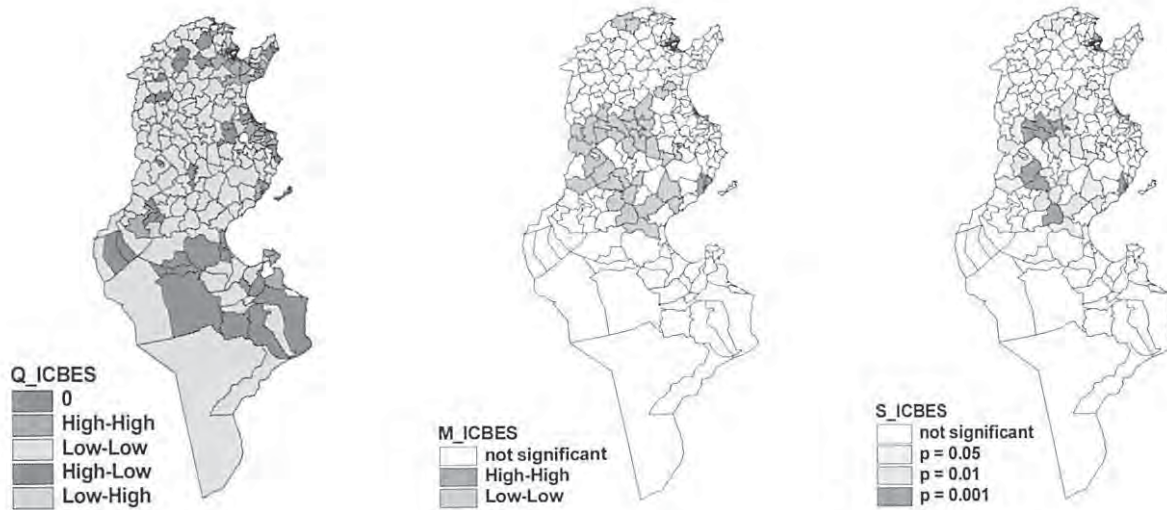 Q_ICBES
0
High-High
Low-Low
High-Low
Low-High
M_ICBES
not significant
High-High
Low-Low
S_ICBES
not significant
p = 0.05
p = 0.01
p = 0.001